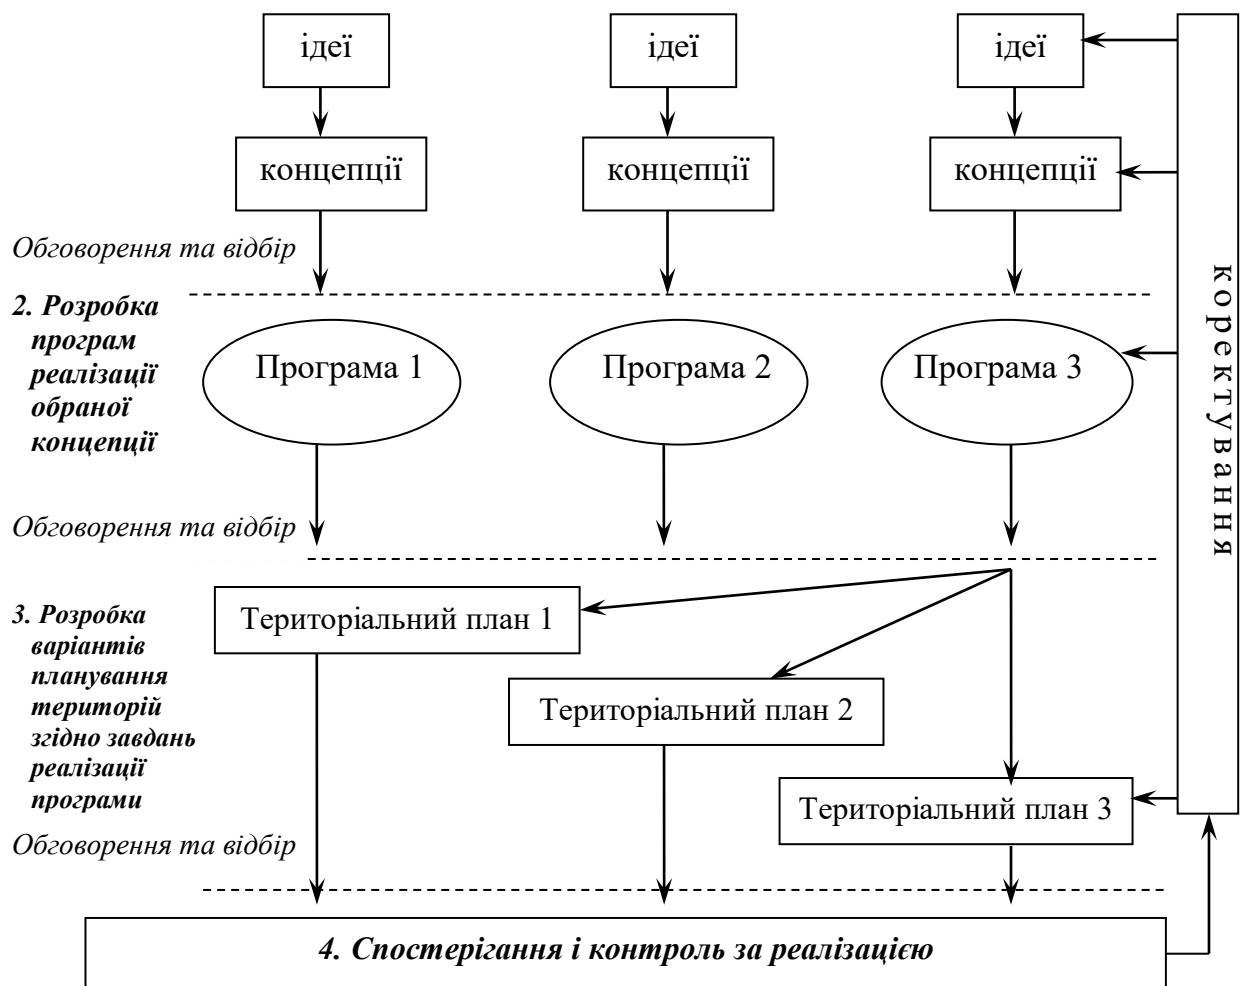 ідеї
ідеї
ідеї
концепції
концепції
концепції
Обговорення та відбір
2. Розробка
програм
реалізації
обраної
концепції
Програма 1
Програма 2
Програма 3
коректування
Обговорення та відбір
3. Розробка
варіантів
планування
територій
згідно завдань
реалізації
програми
Територіальний план 1
Територіальний план 2
Територіальний план 3
Обговорення та відбір
4. Спостерігання і контроль за реалізацією